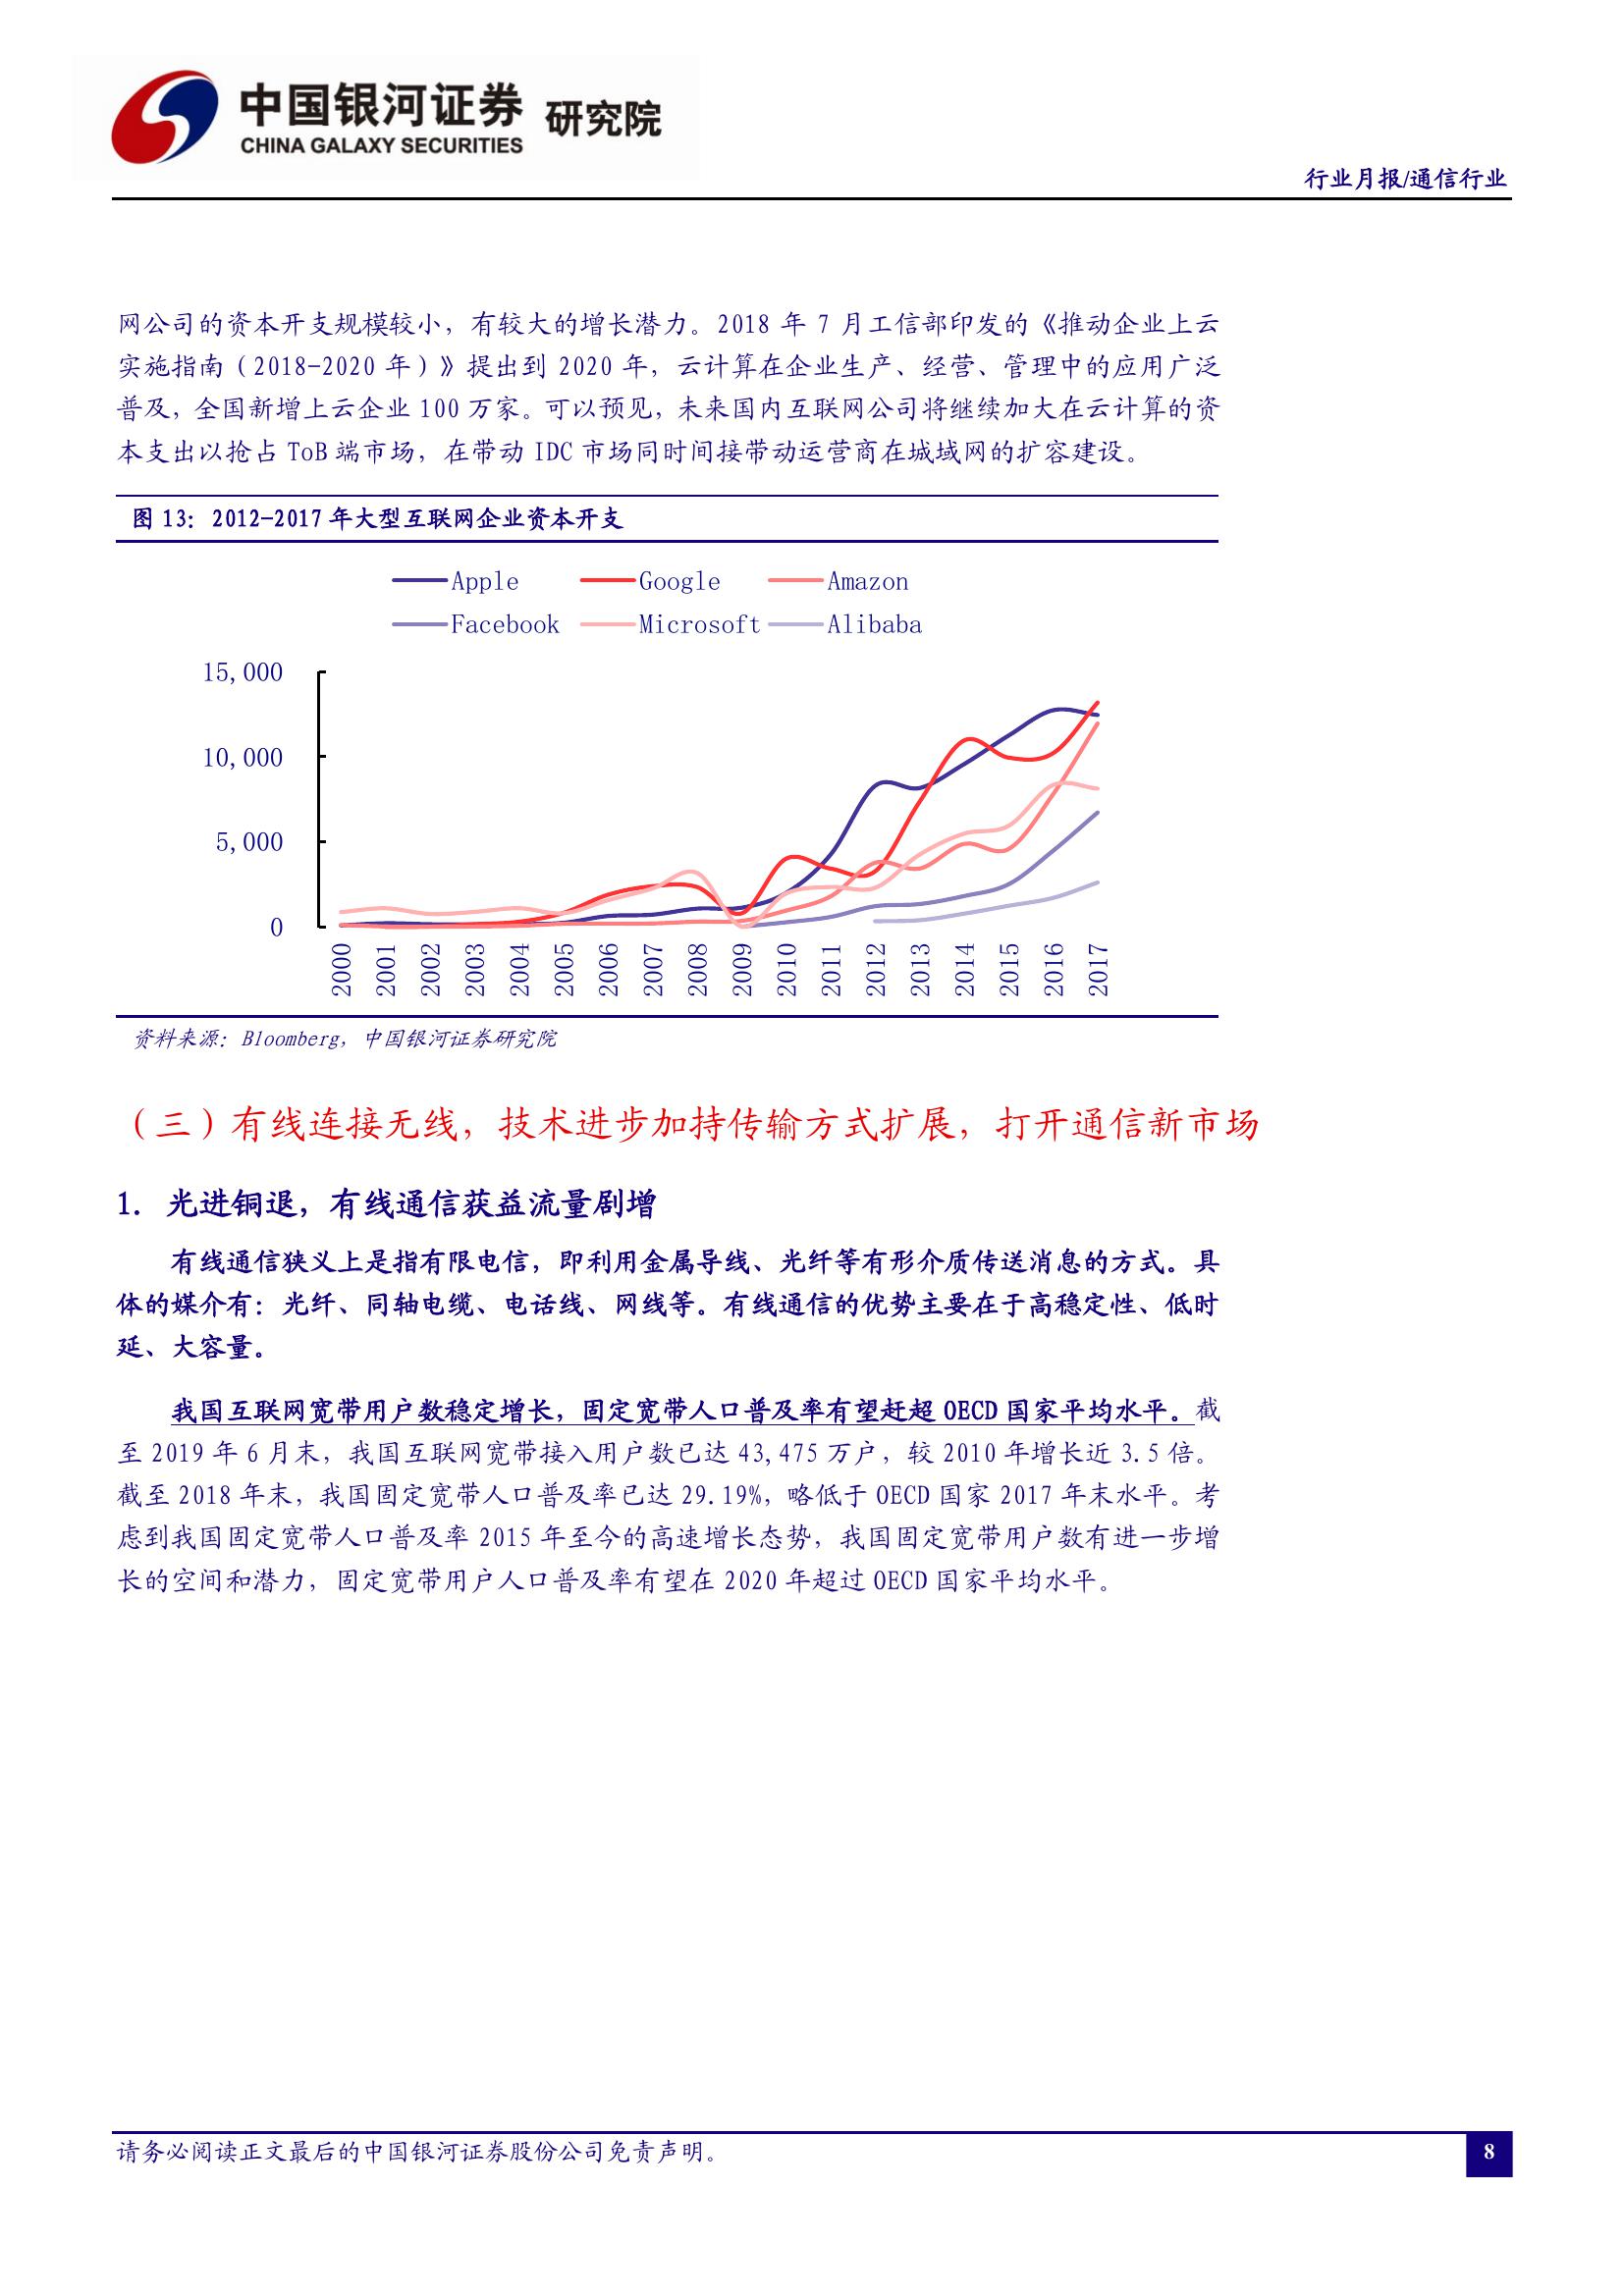 中国银河证券 研究院
CHINA GALAXY SECURITIES
行业月报/通信行业
网公司的资本开支规模较小，有较大的增长潜力。2018 年 7 月工信部印发的《推动企业上云
实施指南（2018-2020 年）》提出到 2020 年，云计算在企业生产、经营、管理中的应用广泛
普及，全国新增上云企业 100 万家。可以预见，未来国内互联网公司将继续加大在云计算的资
本支出以抢占 ToB 端市场，在带动 IDC 市场同时间接带动运营商在城域网的扩容建设。
图 13：2012-2017 年大型互联网企业资本开支
Apple Google Amazon
Facebook Microsoft Alibaba
15,000
10,000
5,000
0
2000 2001 2002 2003 2004 2005 2006 2007 2008 2009 2010 2011 2012 2013 2014 2015 2016 2017
资料来源：Bloomberg，中国银河证券研究院
（三）有线连接无线，技术进步加持传输方式扩展，打开通信新市场
1. 光进铜退，有线通信获益流量剧增
有线通信狭义上是指有限电信，即利用金属导线、光纤等有形介质传送消息的方式。具
体的媒介有：光纤、同轴电缆、电话线、网线等。有线通信的优势主要在于高稳定性、低时
延、大容量。
我国互联网宽带用户数稳定增长，固定宽带人口普及率有望赶超 OECD 国家平均水平。截
至 2019 年 6 月末，我国互联网宽带接入用户数已达 43,475 万户，较 2010 年增长近 3.5 倍。
截至 2018 年末，我国固定宽带人口普及率已达 29.19%，略低于 OECD 国家 2017 年末水平。考
虑到我国固定宽带人口普及率 2015 年至今的高速增长态势，我国固定宽带用户数有进一步增
长的空间和潜力，固定宽带用户人口普及率有望在 2020 年超过 OECD 国家平均水平。
请务必阅读正文最后的中国银河证券股份公司免责声明。
8